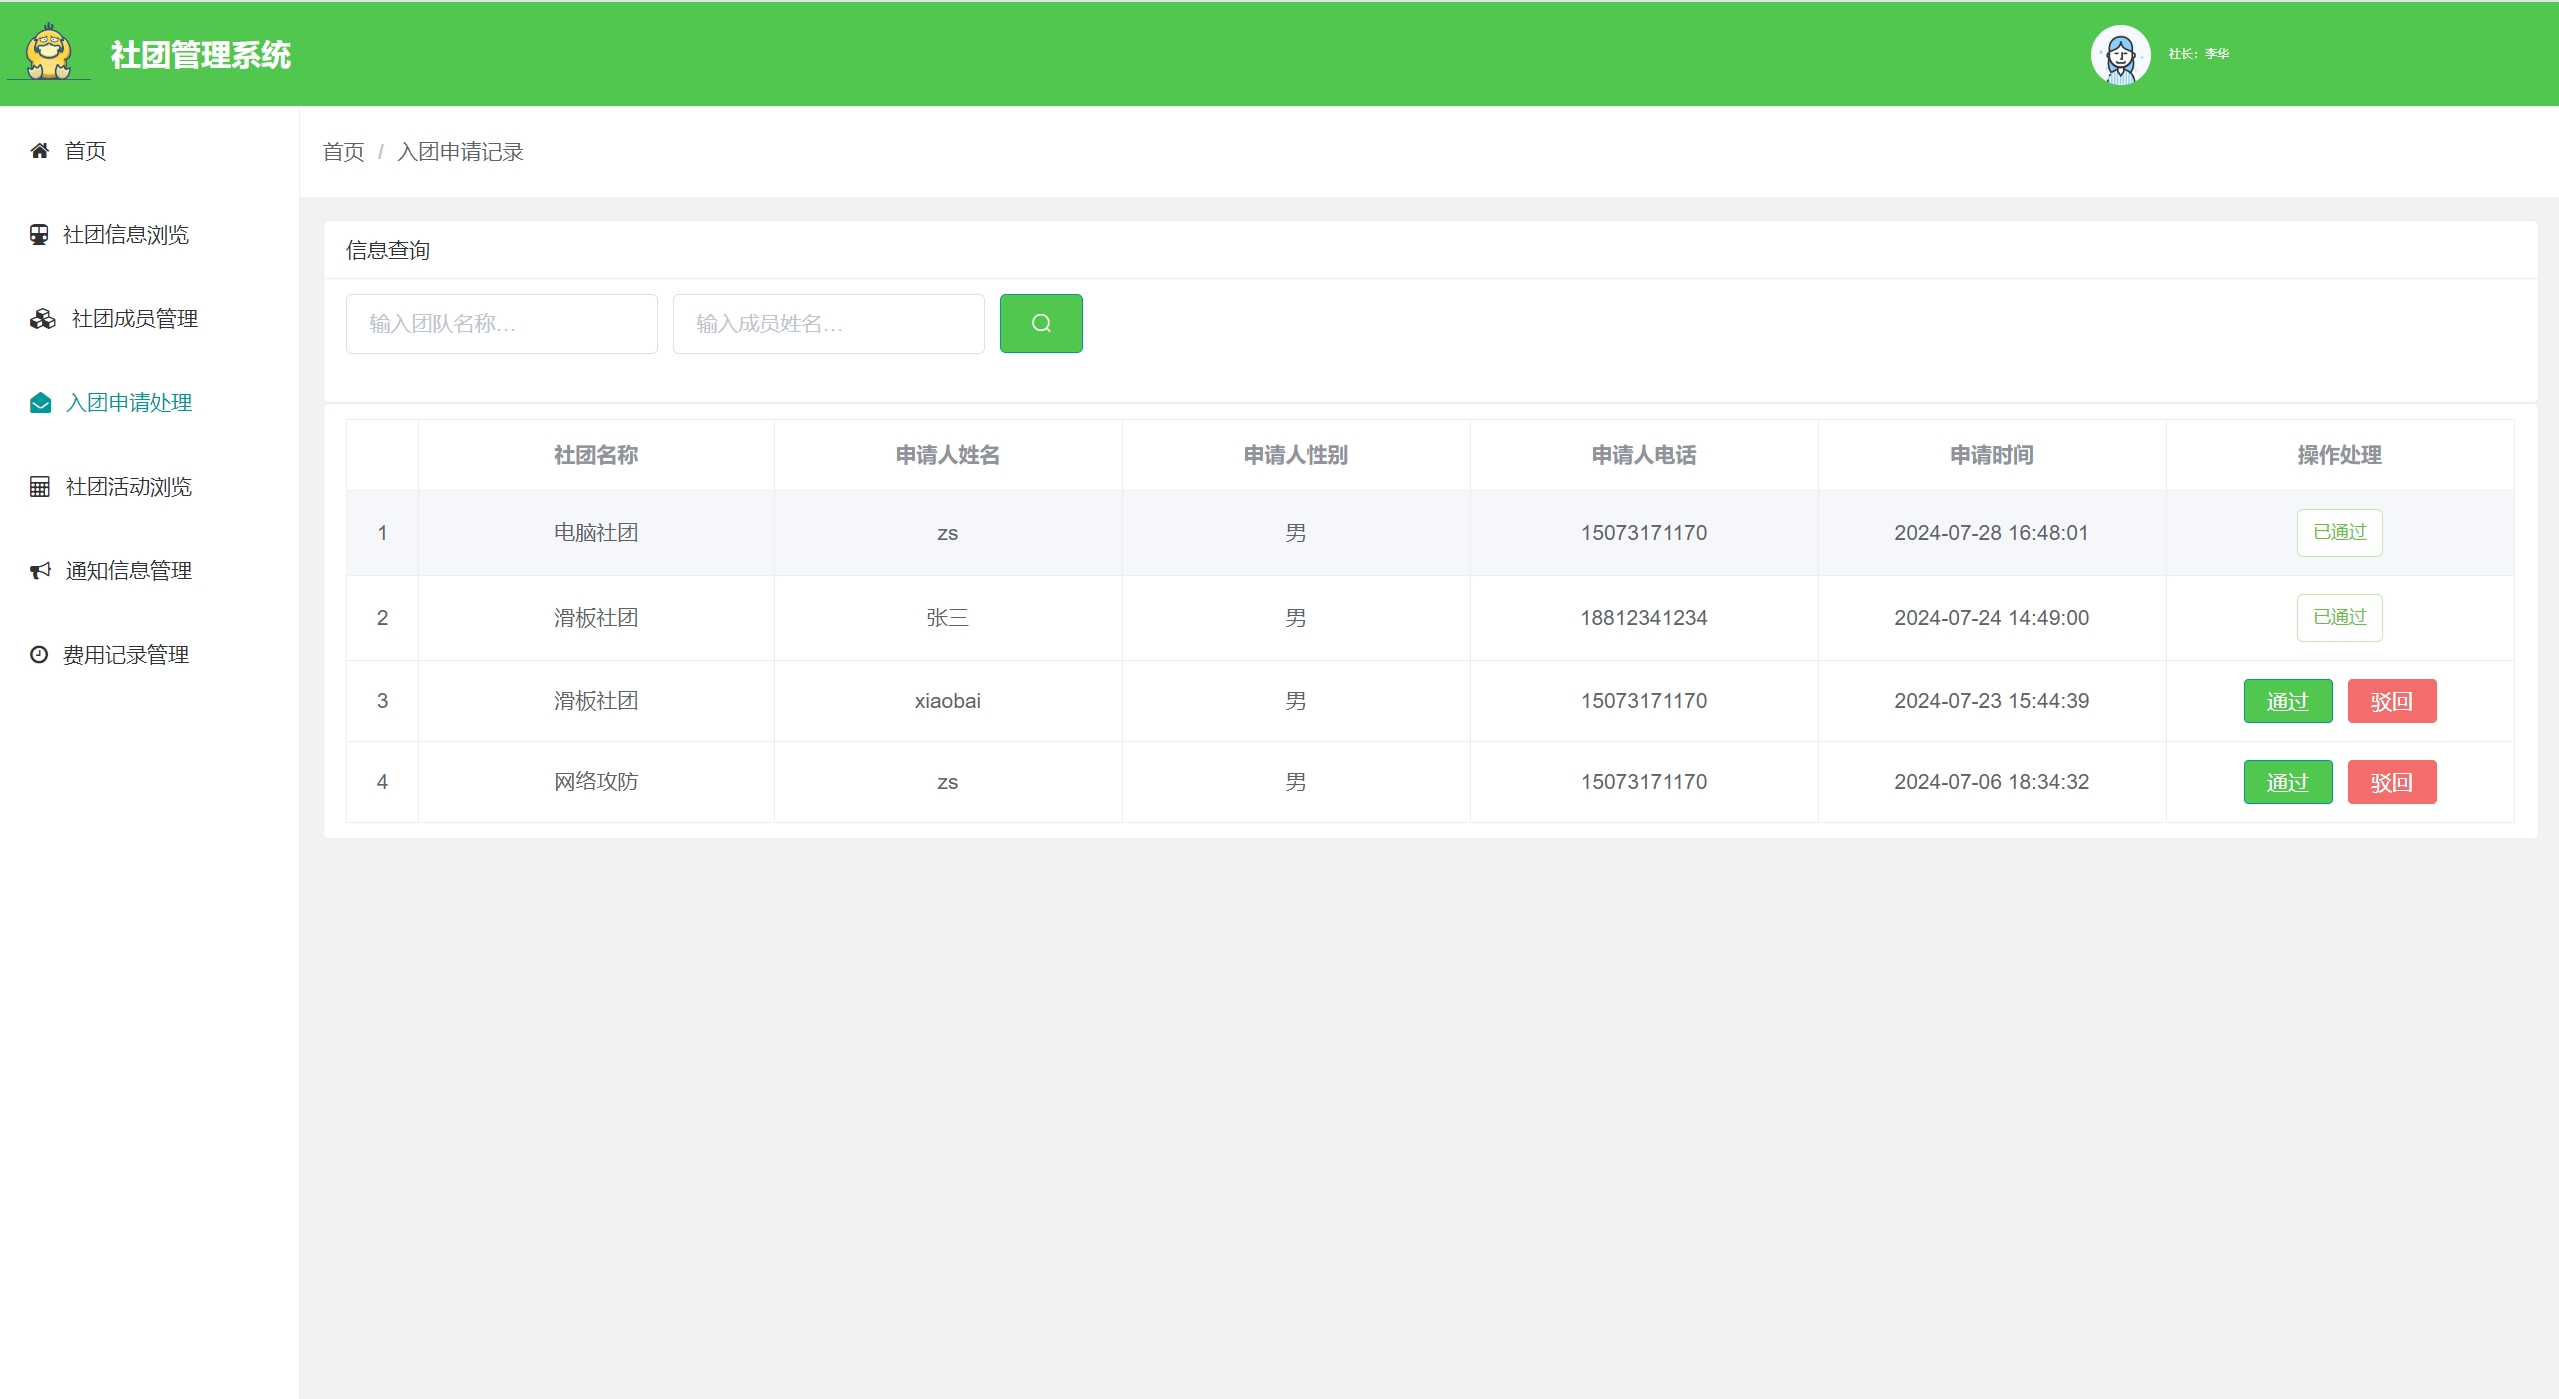 社团管理系统
社长：李华
首页
社团信息浏览
社团成员管理
入团申请处理
社团活动浏览
通知信息管理
费用记录管理
首页 / 入团申请记录
信息查询
输入团队名称… 输入成员姓名…
社团名称 申请人姓名 申请人性别 申请人电话 申请时间 操作处理
1 电脑社团 zs 男 15073171170 2024-07-28 16:48:01 已通过
2 滑板社团 张三 男 18812341234 2024-07-24 14:49:00 已通过
3 滑板社团 xiaobai 男 15073171170 2024-07-23 15:44:39 通过 驳回
4 网络攻防 zs 男 15073171170 2024-07-06 18:34:32 通过 驳回